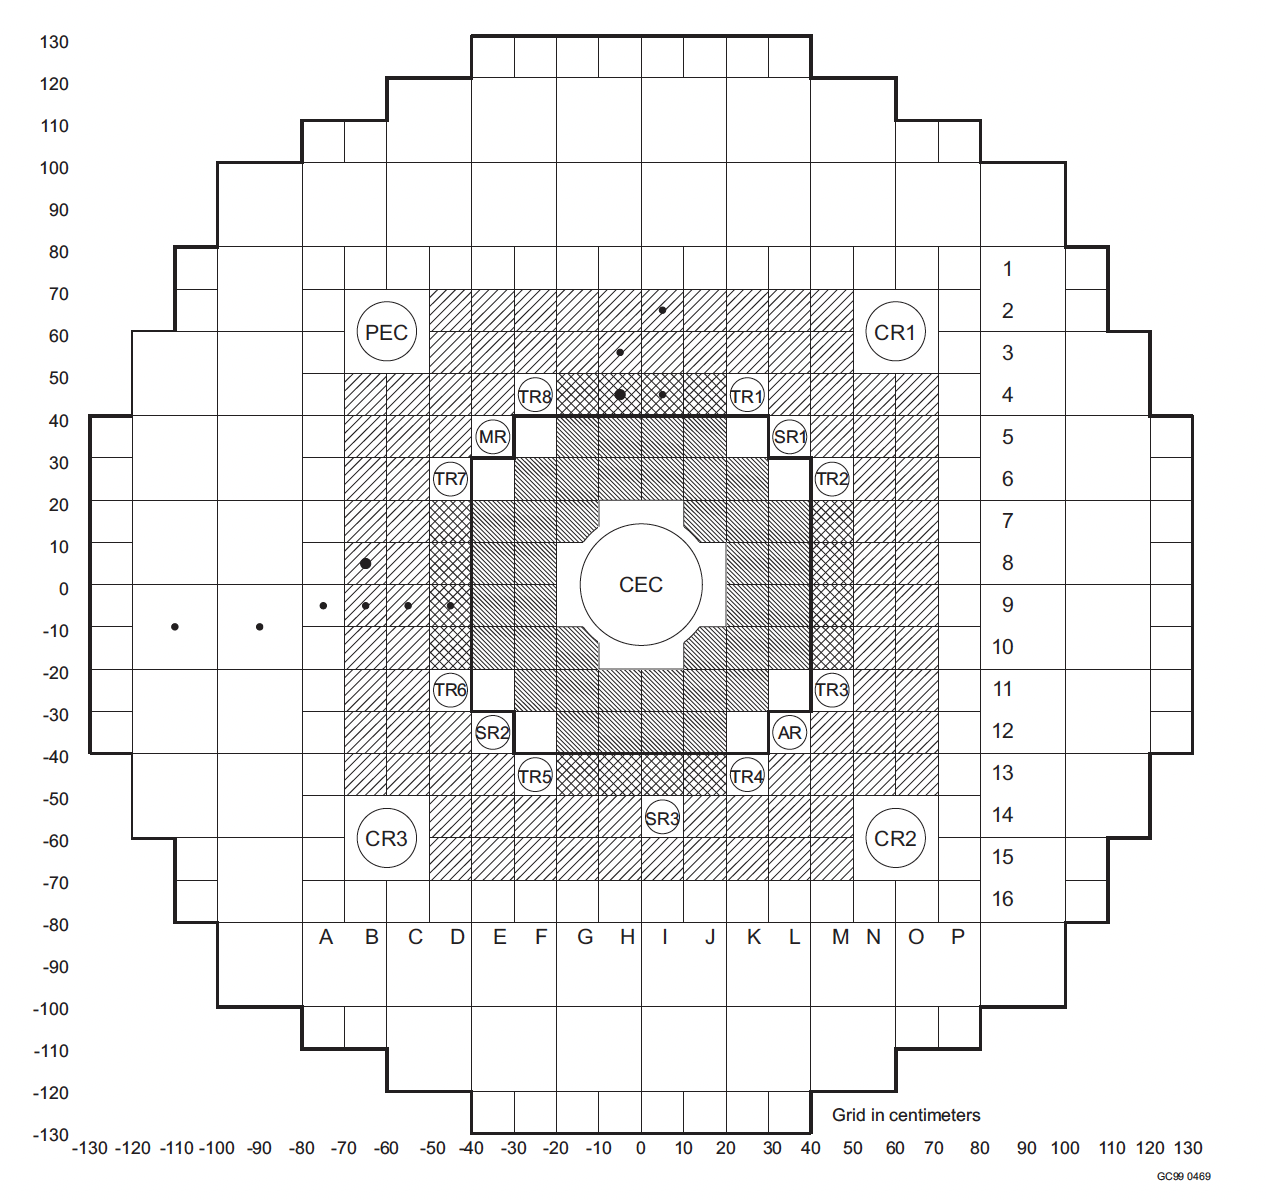 130
120
110
100
90
80
1
70
2
PEC
CR1
60
3
50
TR8
TR1
4
40
MR
SR1
5
30
TR7
TR2
6
20
7
10
8
0
CEC
9
-10
10
-20
TR6
TR3
11
-30
SR2
AR
12
-40
TR5
TR4
13
-50
SR3
14
CR3
CR2
-60
15
-70
16
-80
A B C D E F G H I J K L M N O P
-90
-100
-110
-120
Grid in centimeters
-130
-130 -120 -110 -100 -90 -80 -70 -60 -50 -40 -30 -20 -10 0 10 20 30 40 50 60 70 80 90 100 110 120 130
GC99 0469